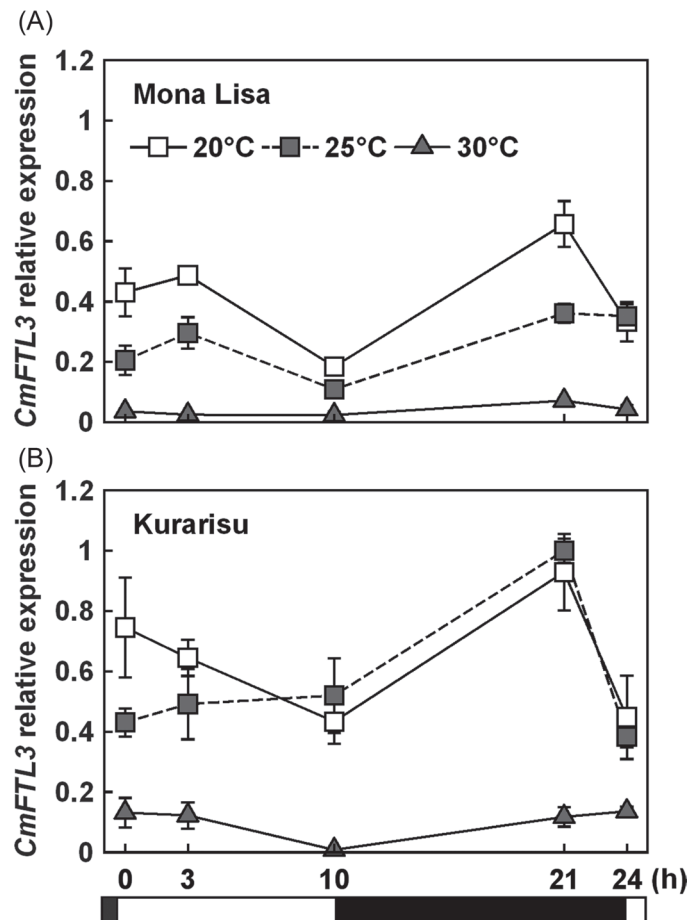 (A)
CmFTL3 relative expression
1.2
1
0.8
0.6
0.4
0.2
0
Mona Lisa
20°C 25°C 30°C
(B)
CmFTL3 relative expression
1.2
1
0.8
0.6
0.4
0.2
0
Kurarisu
0 3 10 21 24 (h)